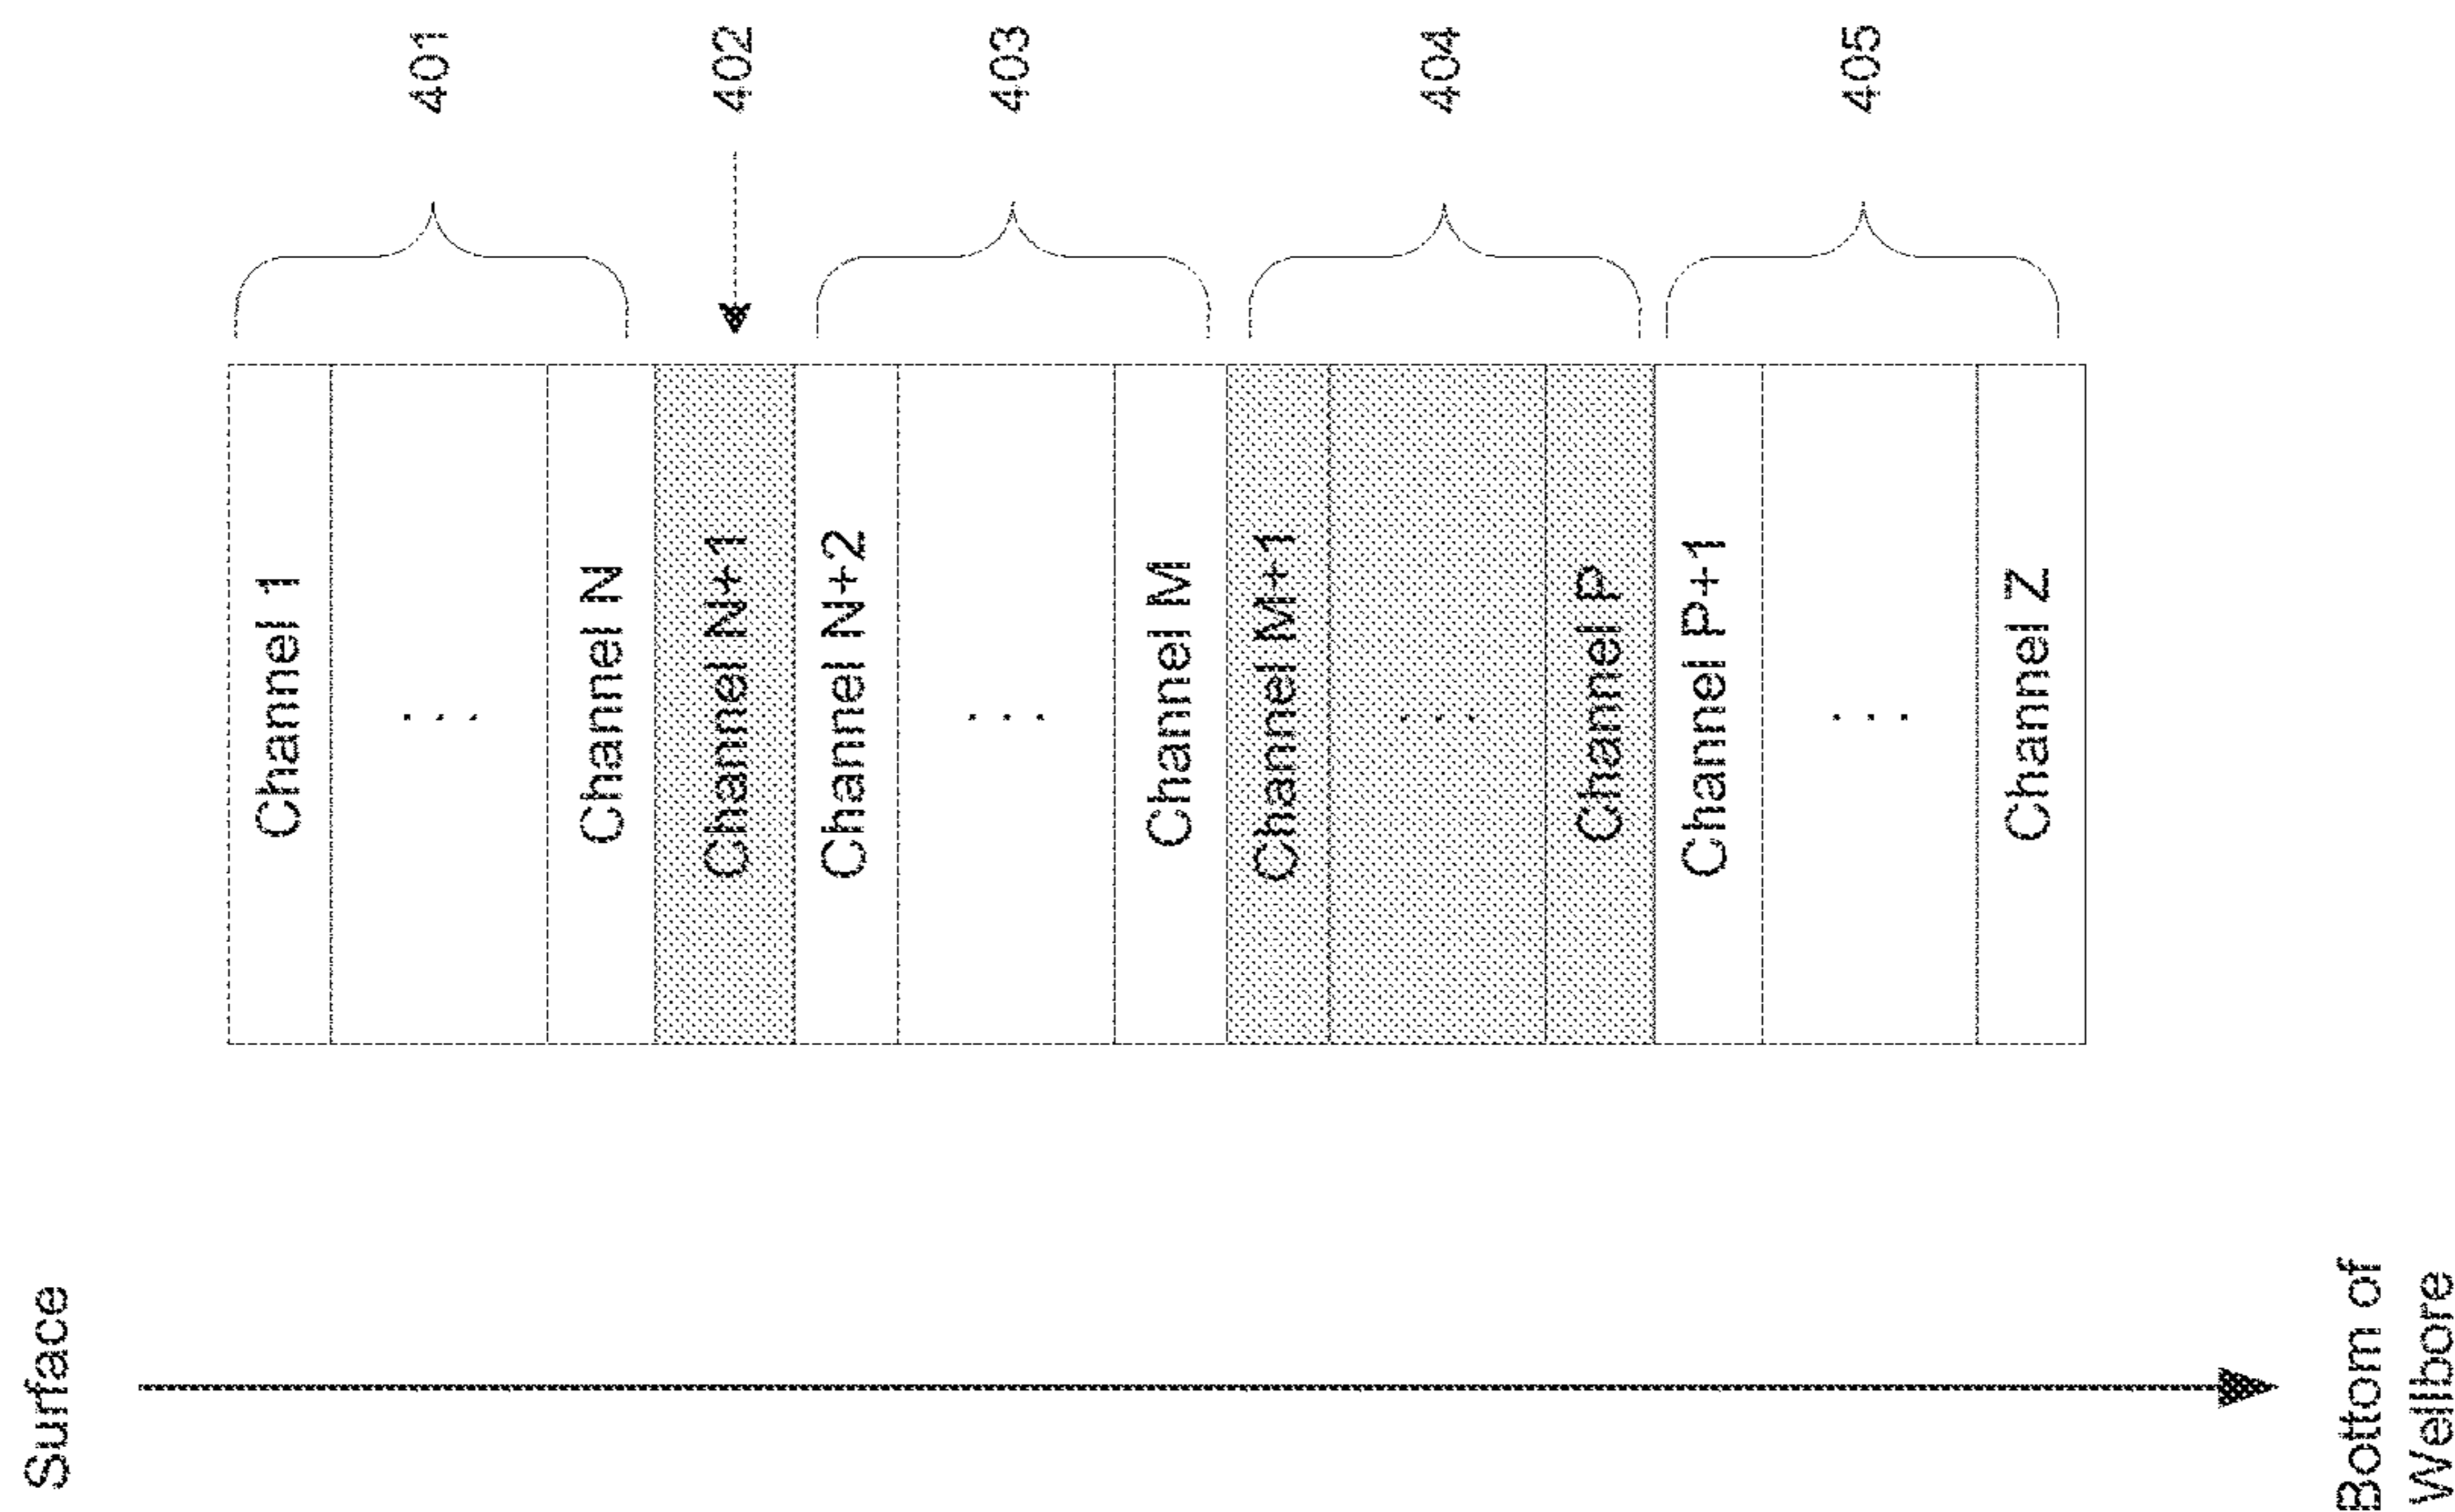 Surface
Channel 1
. . .
401
Channel N
Channel N+1
402
Channel N+2
. . .
403
Channel M
Channel M+1
. . .
404
Channel P
Channel P+1
. . .
405
Channel Z
Bottom of
Wellbore